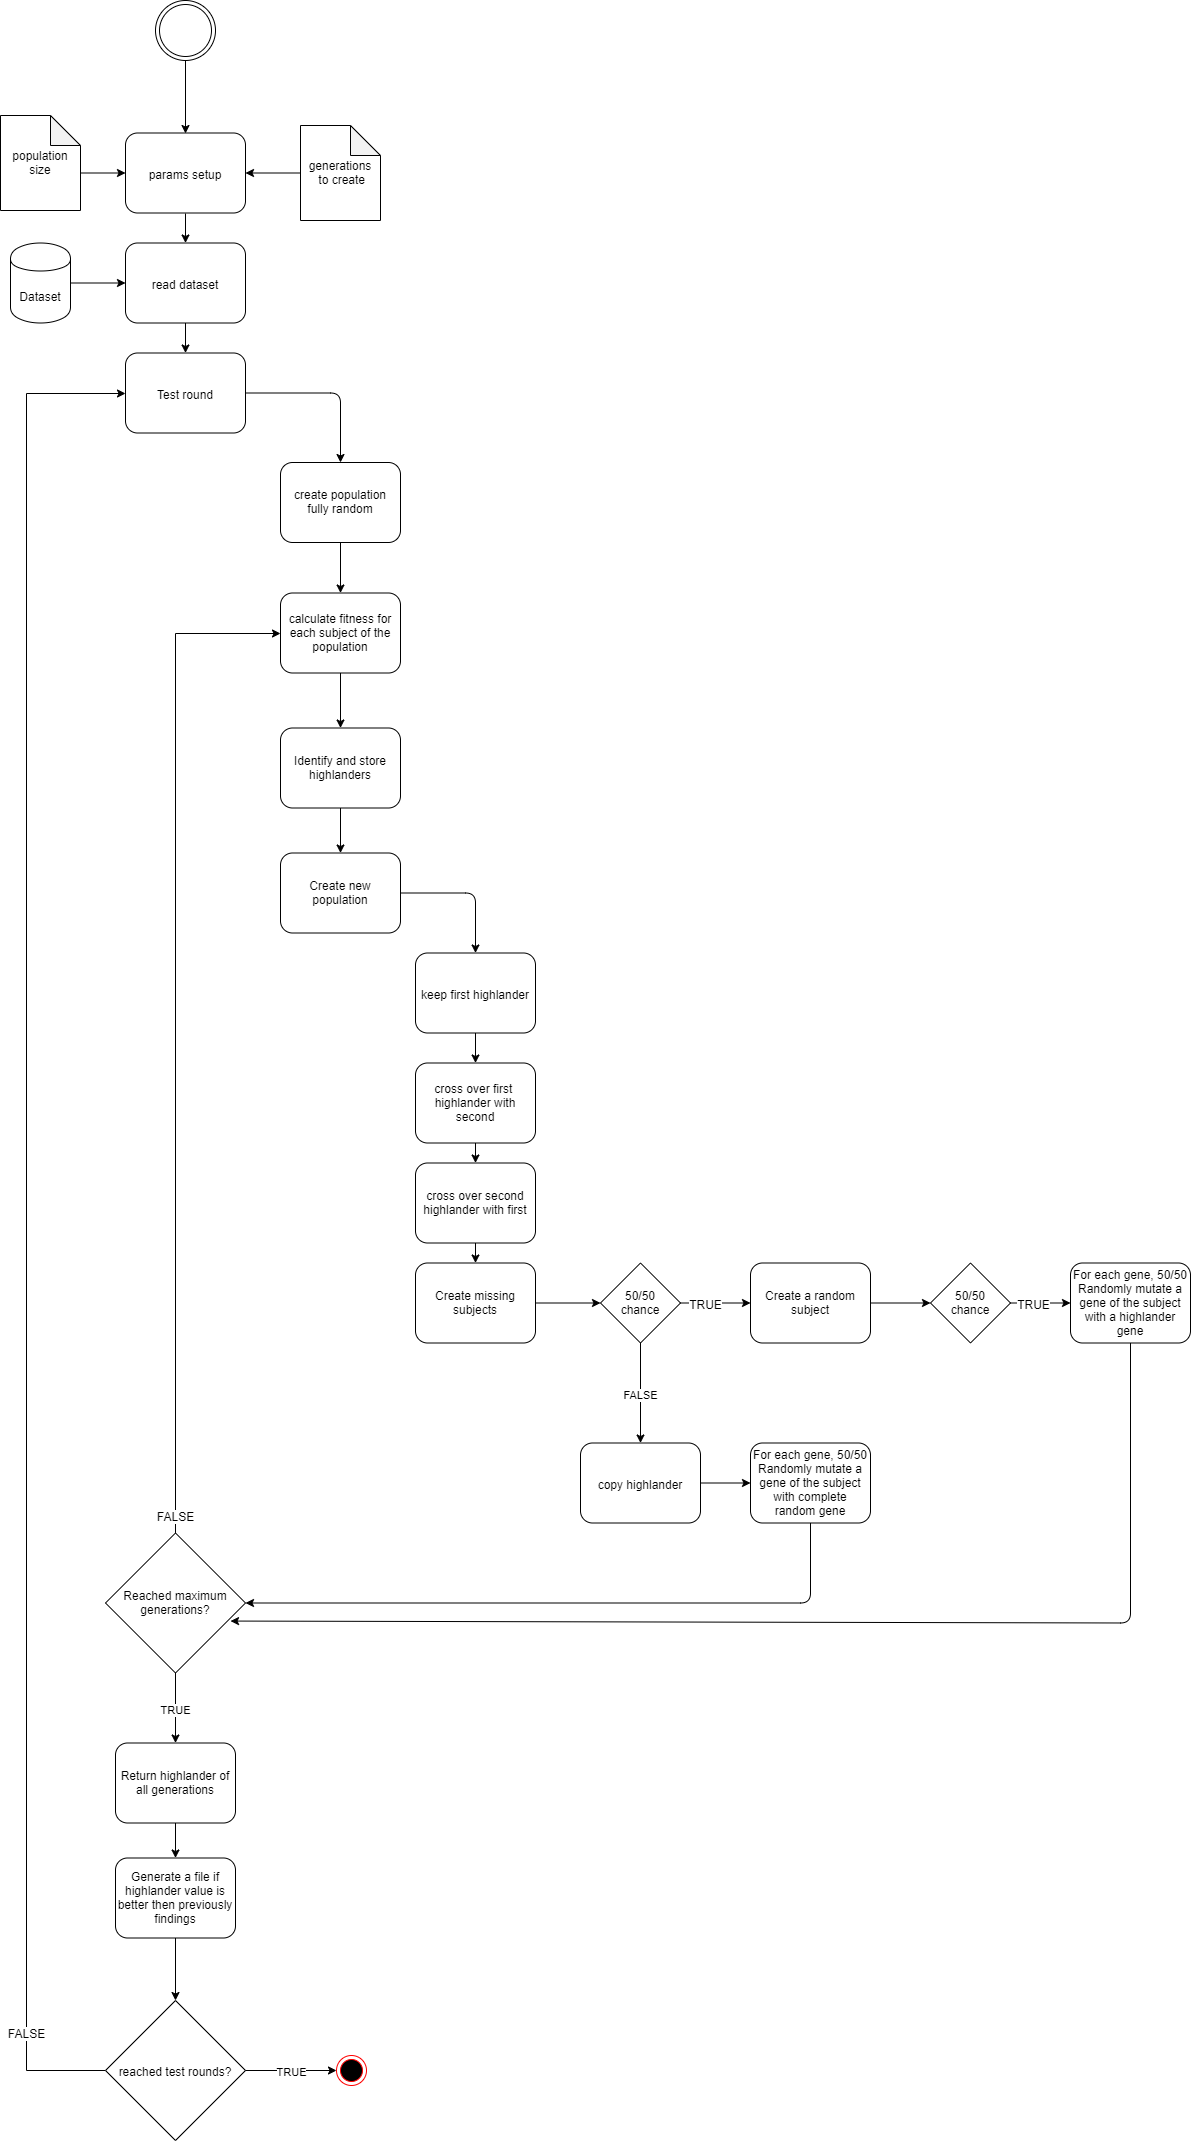 population
size
params setup
generations
to create
Dataset
read dataset
Test round
create population
fully random
calculate fitness for
each subject of the
population
Identify and store
highlanders
Create new
population
keep first highlander
cross over first
highlander with
second
cross over second
highlander with first
Create missing
subjects
50/50
chance
TRUE
Create a random
subject
50/50
chance
TRUE
For each gene, 50/50
Randomly mutate a
gene of the subject
with a highlander
gene
FALSE
copy highlander
For each gene, 50/50
Randomly mutate a
gene of the subject
with complete
random gene
FALSE
Reached maximum
generations?
TRUE
Return highlander of
all generations
Generate a file if
highlander value is
better then previously
findings
FALSE
reached test rounds?
TRUE